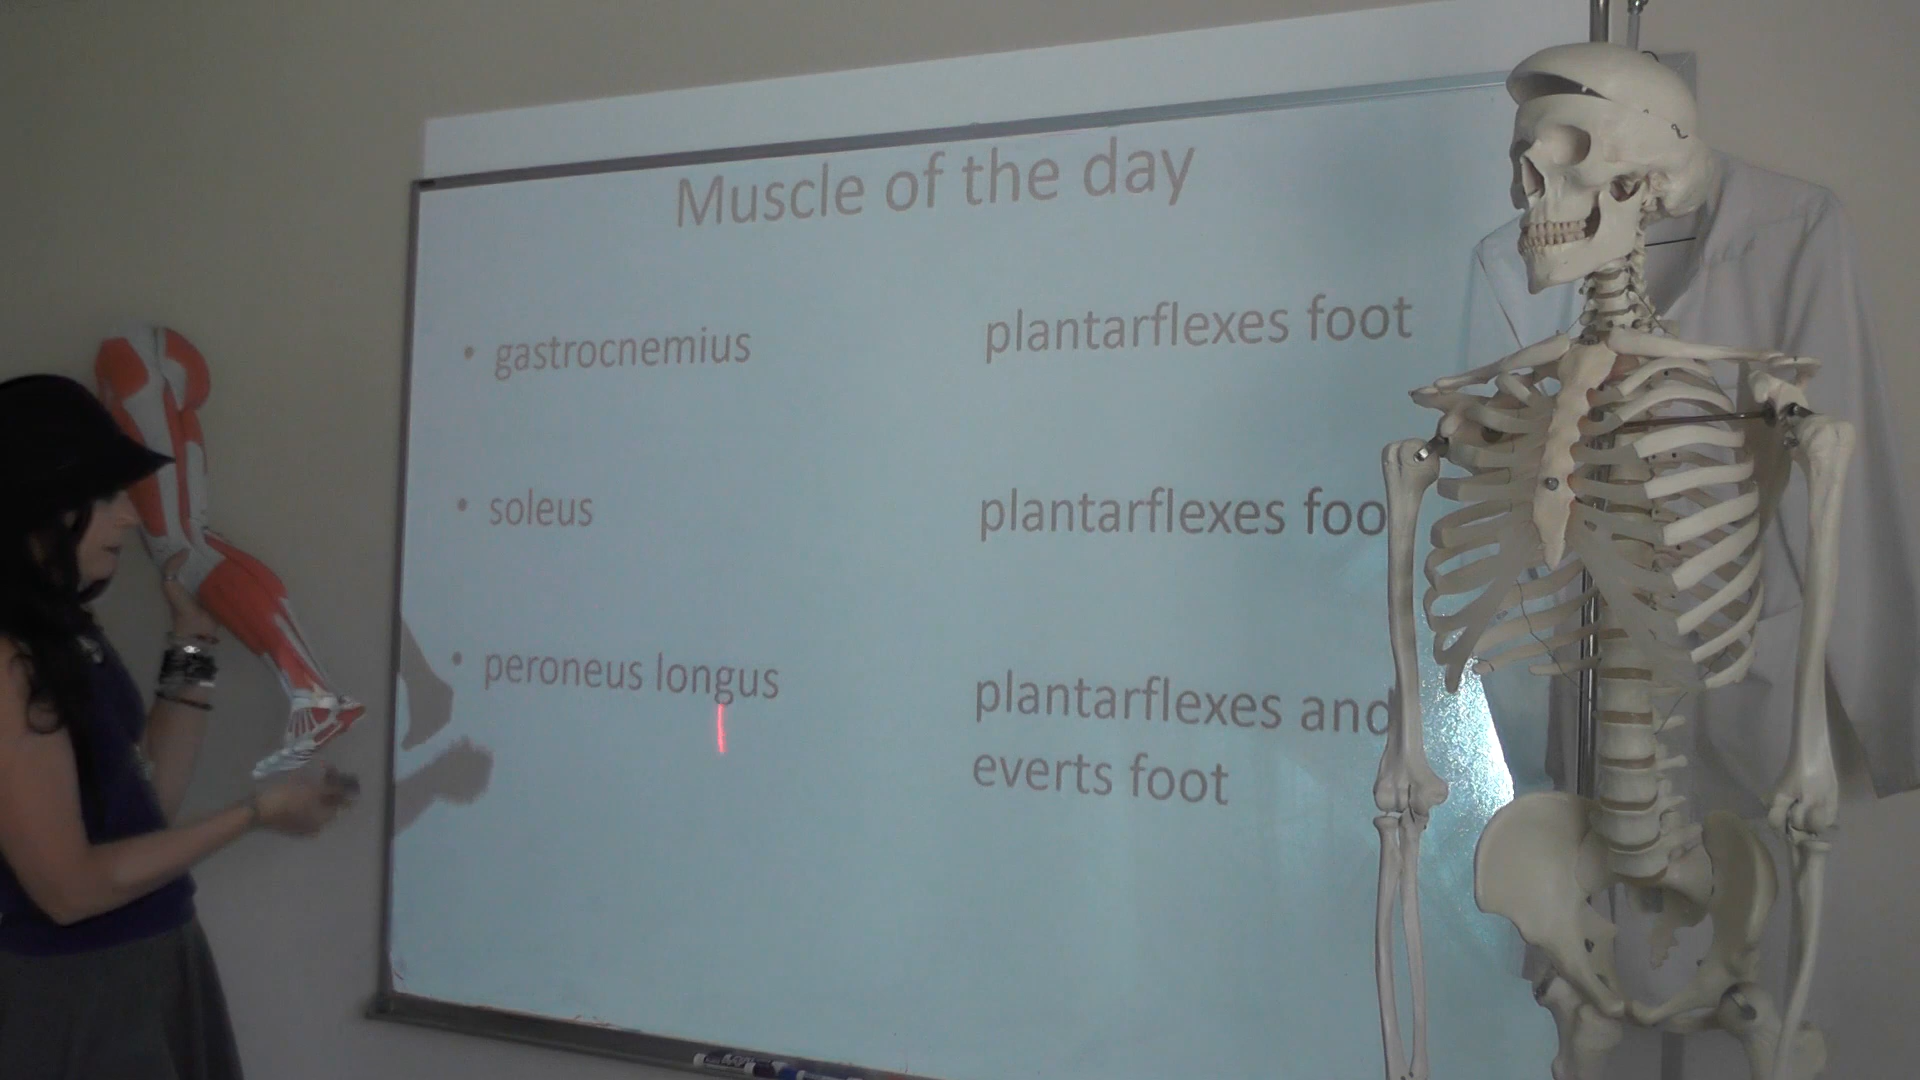 Muscle of the day
• gastrocnemius plantarflexes foot
• soleus plantarflexes foo
• peroneus longus plantarflexes and
everts foot